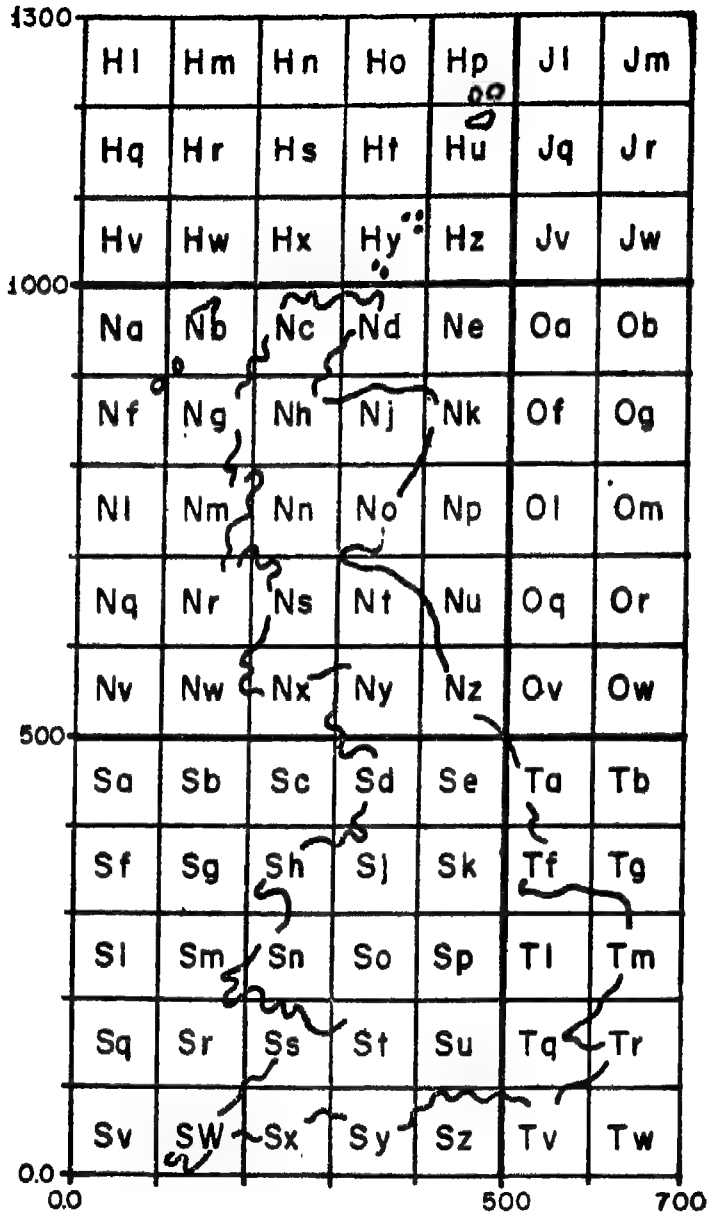 1300
Hl Hm Hn Ho Hp Jl Jm
Hq Hr Hs Ht Hu Jq Jr
Hv Hw Hx Hy Hz Jv Jw
1000
Na Nb Nc Nd Ne Oa Ob
Nf Ng Nh Nj Nk Of Og
Nl Nm Nn No Np Ol Om
Nq Nr Ns Nt Nu Oq Or
Nv Nw Nx Ny Nz Ov Ow
500
Sa Sb Sc Sd Se Ta Tb
Sf Sg Sh Sj Sk Tf Tg
Sl Sm Sn So Sp Tl Tm
Sq Sr Ss St Su Tq Tr
Sv SW Sx Sy Sz Tv Tw
0.0
0.0 500 700